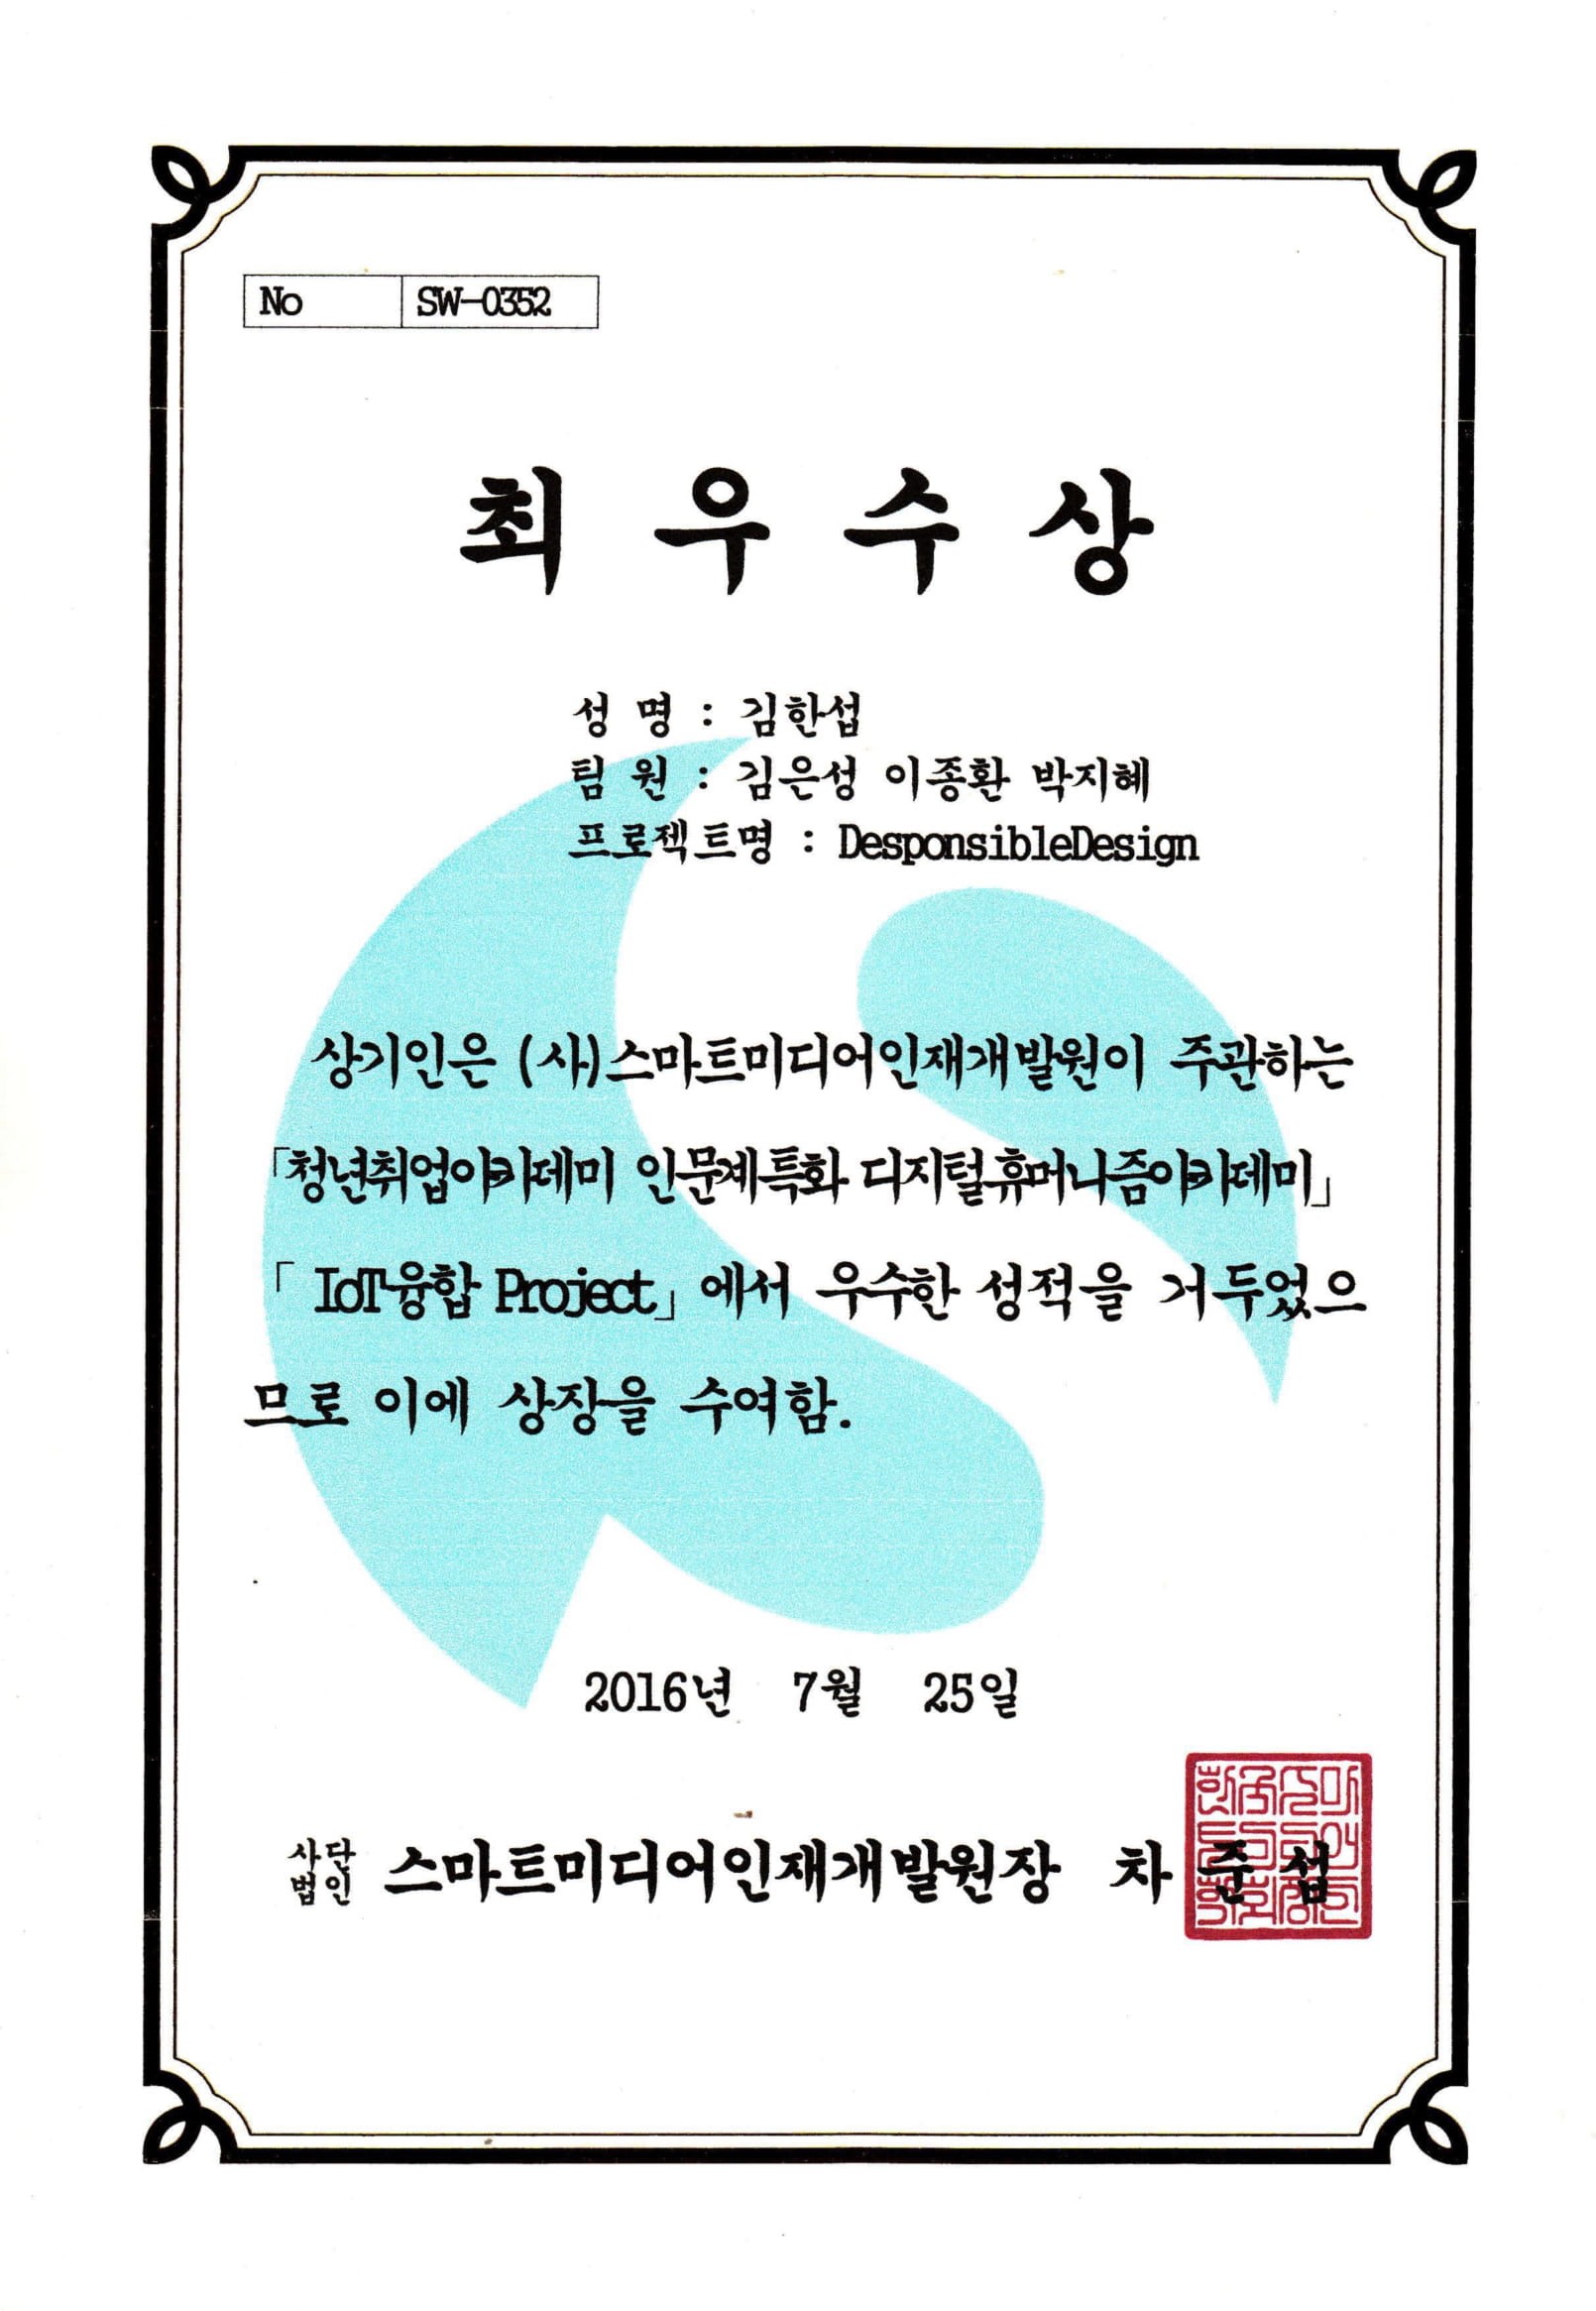 No SW-0352
최 우 수 상
성 명 : 김한섭
팀 원 : 김은성 이종환 박지혜
프로젝트명 : DesponsibleDesign
상기인은 (사)스마트미디어인재개발원이 주관하는
「청년취업아카데미 인문계특화 디지털휴머니즘아카데미」
「 IoT융합 Project」에서 우수한 성적을 거두었으
므로 이에 상장을 수여함.
2016년 7월 25일
사단
법인 스마트미디어인재개발원장 차 준 섭